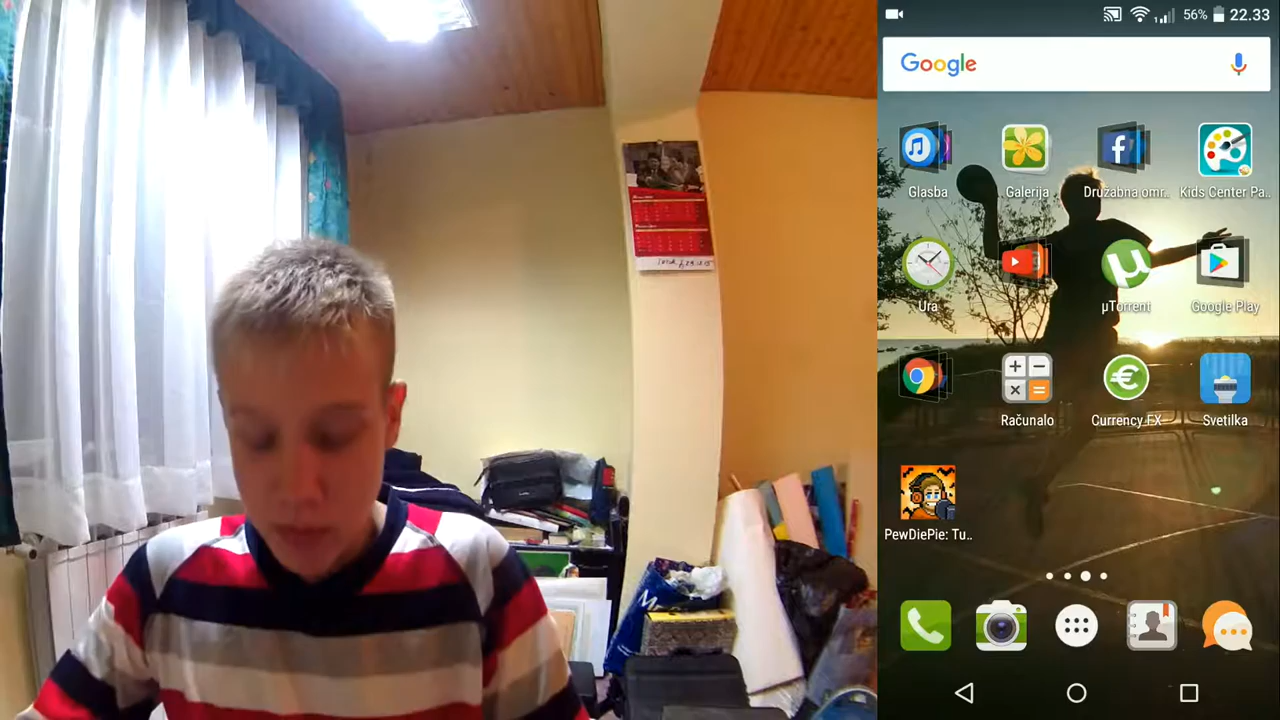 56% 22.33
Google
Glasba
Galerija
Družabna omr..
Kids Center Pa..
Ura
µTorrent
Google Play
Računalo
Currency FX
Svetilka
PewDiePie: Tu..